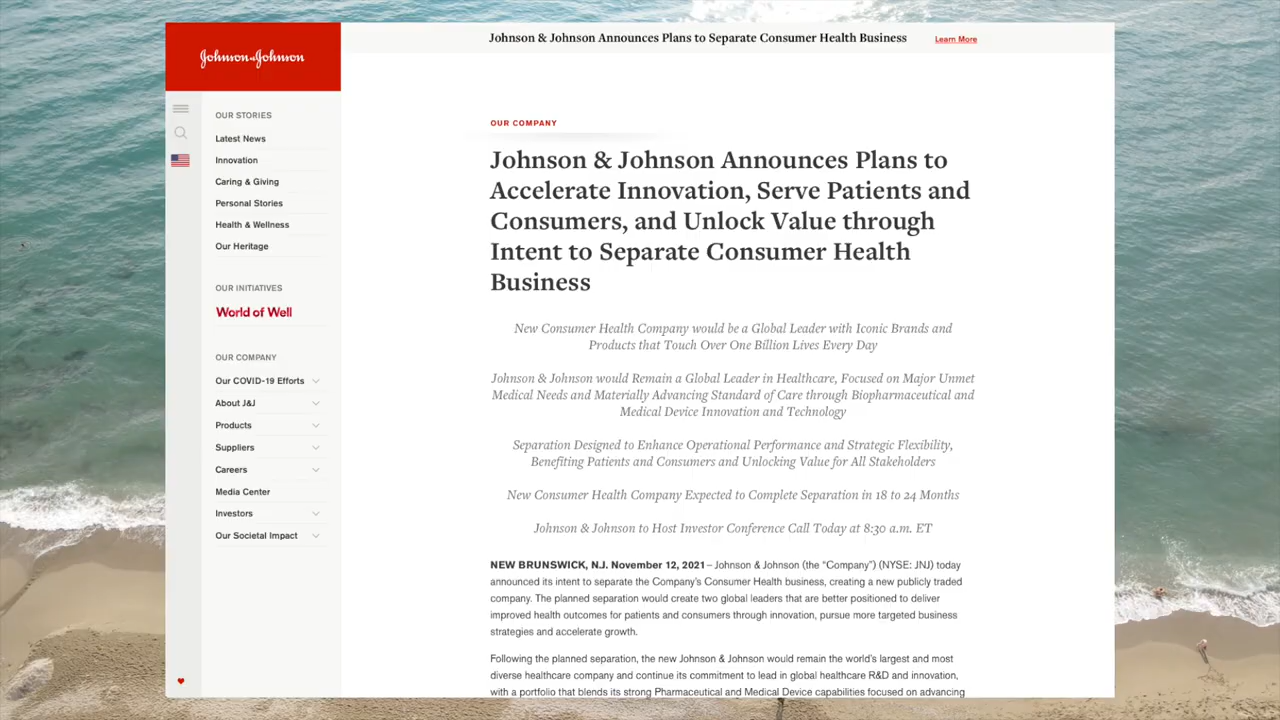 Johnson & Johnson Announces Plans to Separate Consumer Health Business Learn More
Johnson & Johnson
OUR STORIES
Latest News
Innovation
Caring & Giving
Personal Stories
Health & Wellness
Our Heritage
OUR INITIATIVES
World of Well
OUR COMPANY
Our COVID-19 Efforts
About J&J
Products
Suppliers
Careers
Media Center
Investors
Our Societal Impact
OUR COMPANY
Johnson & Johnson Announces Plans to
Accelerate Innovation, Serve Patients and
Consumers, and Unlock Value through
Intent to Separate Consumer Health
Business
New Consumer Health Company would be a Global Leader with Iconic Brands and
Products that Touch Over One Billion Lives Every Day
Johnson & Johnson would Remain a Global Leader in Healthcare, Focused on Major Unmet
Medical Needs and Materially Advancing Standard of Care through Biopharmaceutical and
Medical Device Innovation and Technology
Separation Designed to Enhance Operational Performance and Strategic Flexibility,
Benefiting Patients and Consumers and Unlocking Value for All Stakeholders
New Consumer Health Company Expected to Complete Separation in 18 to 24 Months
Johnson & Johnson to Host Investor Conference Call Today at 8:30 a.m. ET
NEW BRUNSWICK, N.J. November 12, 2021 – Johnson & Johnson (the “Company”) (NYSE: JNJ) today
announced its intent to separate the Company’s Consumer Health business, creating a new publicly traded
company. The planned separation would create two global leaders that are better positioned to deliver
improved health outcomes for patients and consumers through innovation, pursue more targeted business
strategies and accelerate growth.
Following the planned separation, the new Johnson & Johnson would remain the world’s largest and most
diverse healthcare company and continue its commitment to lead in global healthcare R&D and innovation,
with a portfolio that blends its strong Pharmaceutical and Medical Device capabilities focused on advancing